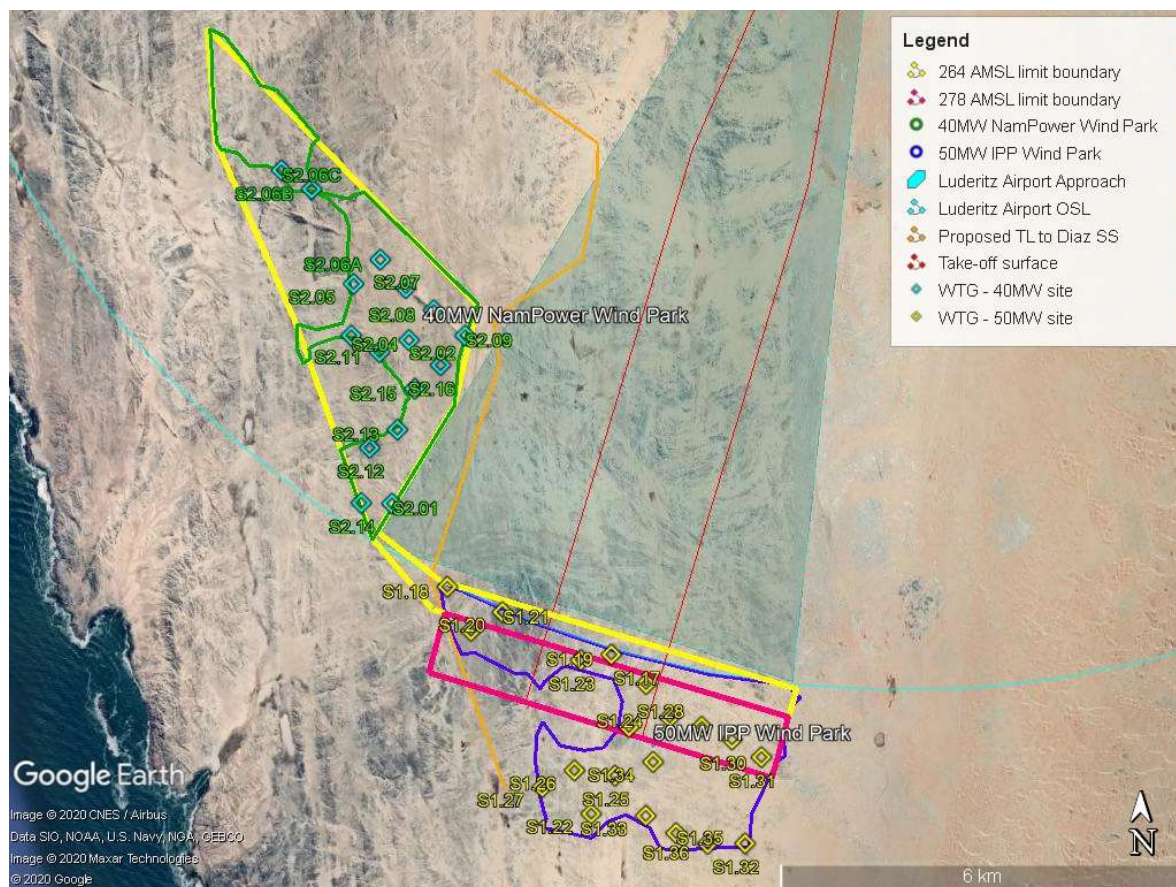 Legend
264 AMSL limit boundary
278 AMSL limit boundary
40MW NamPower Wind Park
50MW IPP Wind Park
Luderitz Airport Approach
Luderitz Airport OSL
Proposed TL to Diaz SS
Take-off surface
WTG - 40MW site
WTG - 50MW site
S2.06C
S2.06B
S2.06A
S2.07
S2.05
S2.08
40MW NamPower Wind Park
S2.09
S2.04
S2.02
S2.11
S2.15
S2.16
S2.13
S2.12
S2.01
S2.14
S1.18
S1.21
S1.20
S1.19
S1.17
S1.23
S1.28
S1.24
50MW IPP Wind Park
S1.30
S1.31
S1.34
S1.26
S1.27
S1.25
S1.22
S1.33
S1.35
S1.36
S1.32
Google Earth
Image © 2020 CNES / Airbus
Data SIO, NOAA, U.S. Navy, NGA, GEBCO
Image © 2020 Maxar Technologies
© 2020 Google
N
6 km